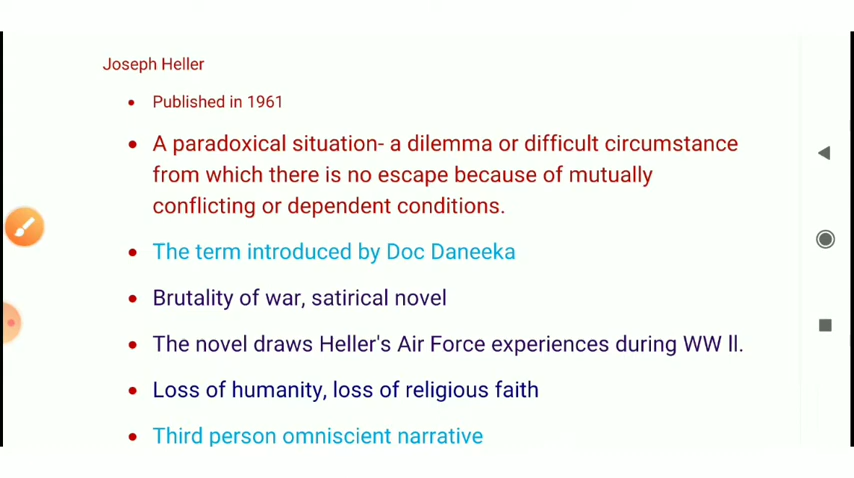 Joseph Heller
• Published in 1961
• A paradoxical situation- a dilemma or difficult circumstance
from which there is no escape because of mutually
conflicting or dependent conditions.
• The term introduced by Doc Daneeka
• Brutality of war, satirical novel
• The novel draws Heller's Air Force experiences during WW ll.
• Loss of humanity, loss of religious faith
• Third person omniscient narrative